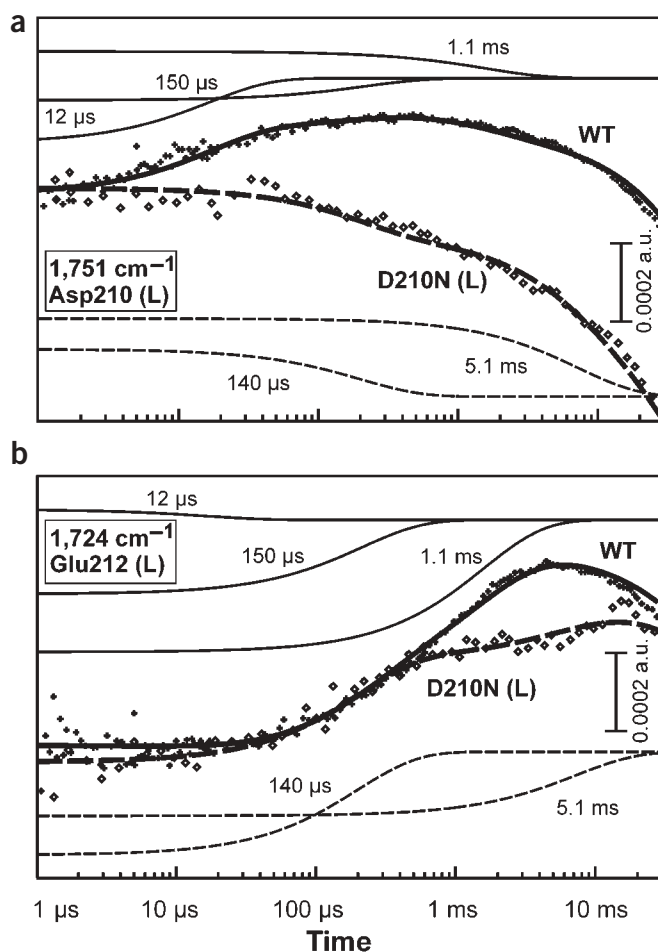 a
1.1 ms
150 µs
12 µs
WT
1,751 cm⁻¹
Asp210 (L)
D210N (L)
0.0002 a.u.
5.1 ms
140 µs
b
12 µs
1,724 cm⁻¹
Glu212 (L)
150 µs
1.1 ms
WT
D210N (L)
0.0002 a.u.
140 µs
5.1 ms
1 µs 10 µs 100 µs 1 ms 10 ms
Time